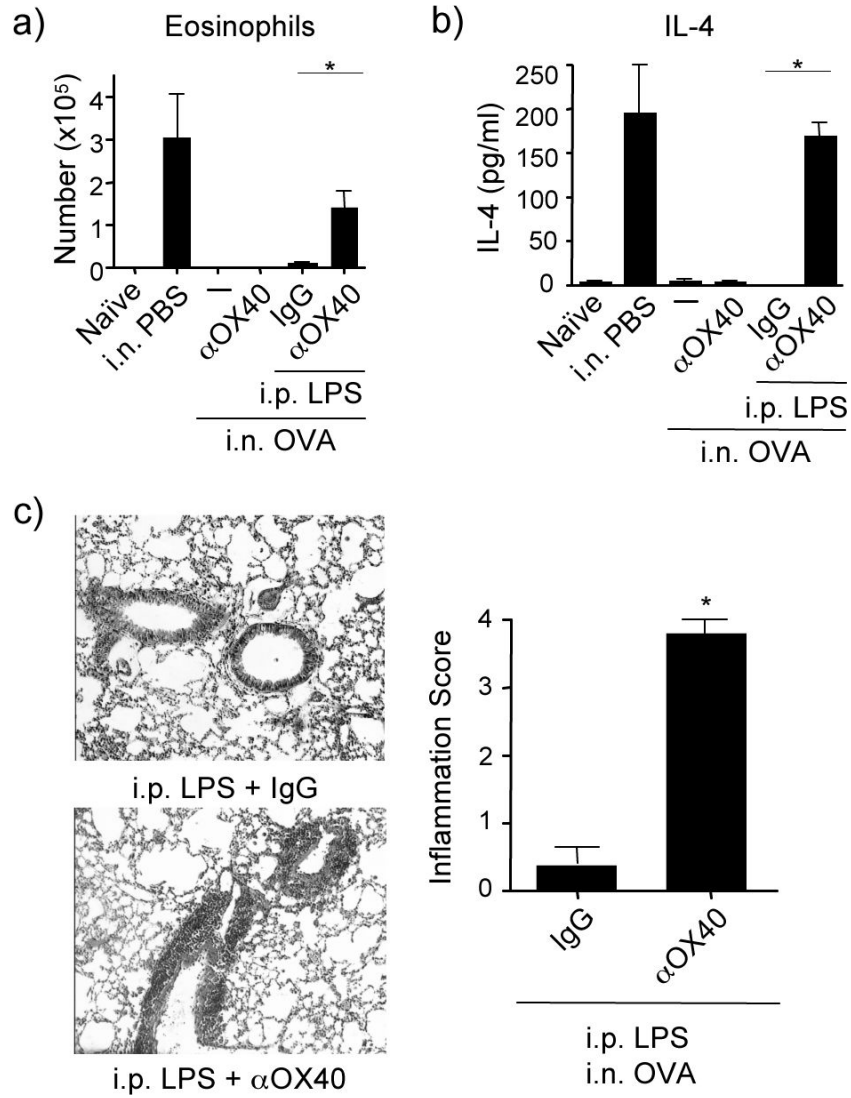 a)
Eosinophils
Number (x10⁵)
4
3
2
1
0
*
Naïve
i.n. PBS
—
αOX40
IgG
αOX40
i.p. LPS
i.n. OVA
b)
IL-4
IL-4 (pg/ml)
250
200
150
100
50
0
*
Naïve
i.n. PBS
—
αOX40
IgG
αOX40
i.p. LPS
i.n. OVA
c)
i.p. LPS + IgG
i.p. LPS + αOX40
Inflammation Score
4
3
2
1
0
*
IgG
αOX40
i.p. LPS
i.n. OVA